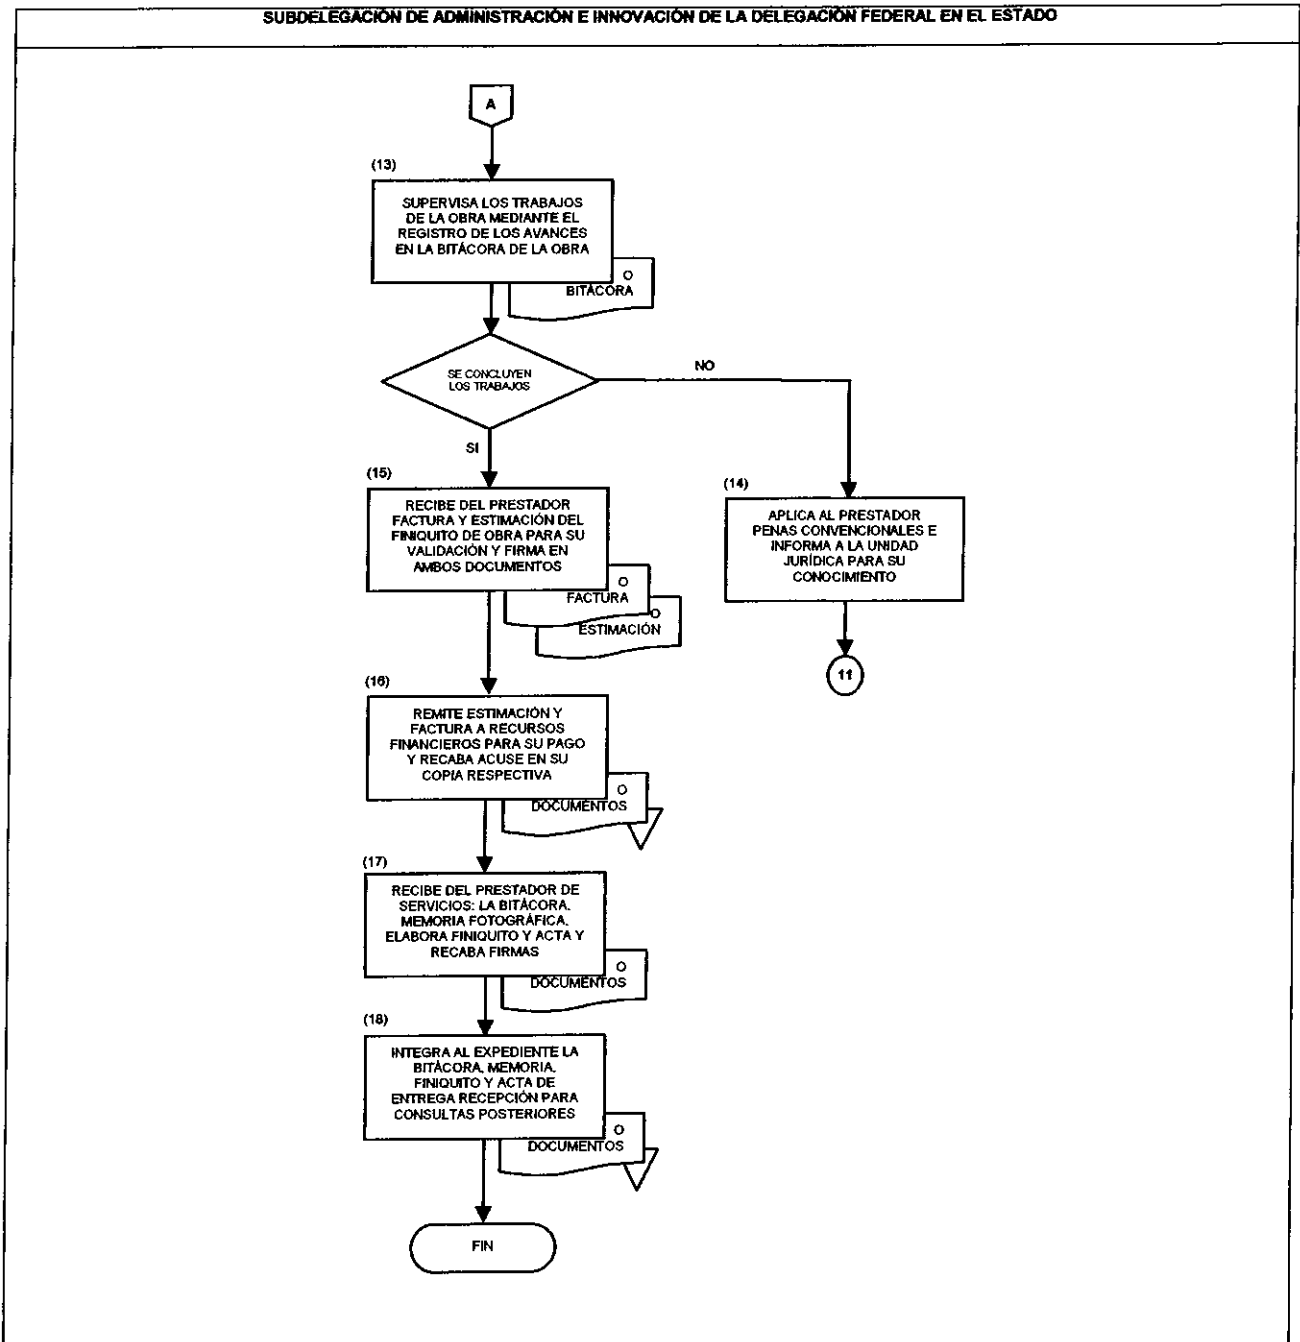 SUBDELEGACIÓN DE ADMINISTRACIÓN E INNOVACIÓN DE LA DELEGACIÓN FEDERAL EN EL ESTADO
A
(13)
SUPERVISA LOS TRABAJOS
DE LA OBRA MEDIANTE EL
REGISTRO DE LOS AVANCES
EN LA BITÁCORA DE LA OBRA
O
BITÁCORA
SE CONCLUYEN
LOS TRABAJOS
NO
SI
(15)
RECIBE DEL PRESTADOR
FACTURA Y ESTIMACIÓN DEL
FINIQUITO DE OBRA PARA SU
VALIDACIÓN Y FIRMA EN
AMBOS DOCUMENTOS
O
FACTURA
O
ESTIMACIÓN
(14)
APLICA AL PRESTADOR
PENAS CONVENCIONALES E
INFORMA A LA UNIDAD
JURÍDICA PARA SU
CONOCIMIENTO
11
(16)
REMITE ESTIMACIÓN Y
FACTURA A RECURSOS
FINANCIEROS PARA SU PAGO
Y RECABA ACUSE EN SU
COPIA RESPECTIVA
O
DOCUMENTOS
(17)
RECIBE DEL PRESTADOR DE
SERVICIOS: LA BITÁCORA,
MEMORIA FOTOGRÁFICA,
ELABORA FINIQUITO Y ACTA Y
RECABA FIRMAS
O
DOCUMENTOS
(18)
INTEGRA AL EXPEDIENTE LA
BITÁCORA, MEMORIA,
FINIQUITO Y ACTA DE
ENTREGA RECEPCIÓN PARA
CONSULTAS POSTERIORES
O
DOCUMENTOS
FIN